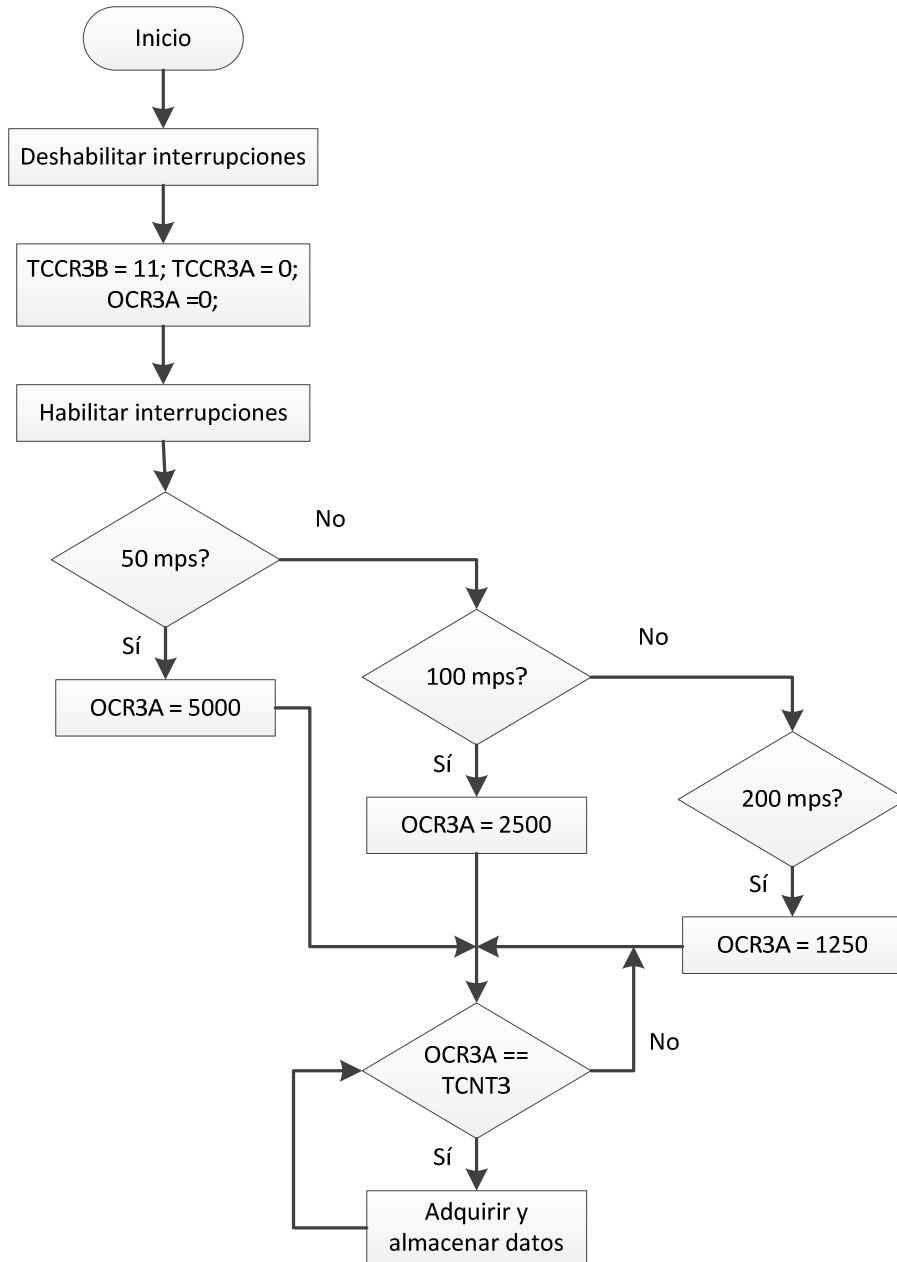 Inicio
Deshabilitar interrupciones
TCCR3B = 11; TCCR3A = 0;
OCR3A =0;
Habilitar interrupciones
No
50 mps?
No
Sí
100 mps?
OCR3A = 5000
Sí
200 mps?
OCR3A = 2500
Sí
OCR3A = 1250
No
OCR3A ==
TCNT3
Sí
Adquirir y
almacenar datos